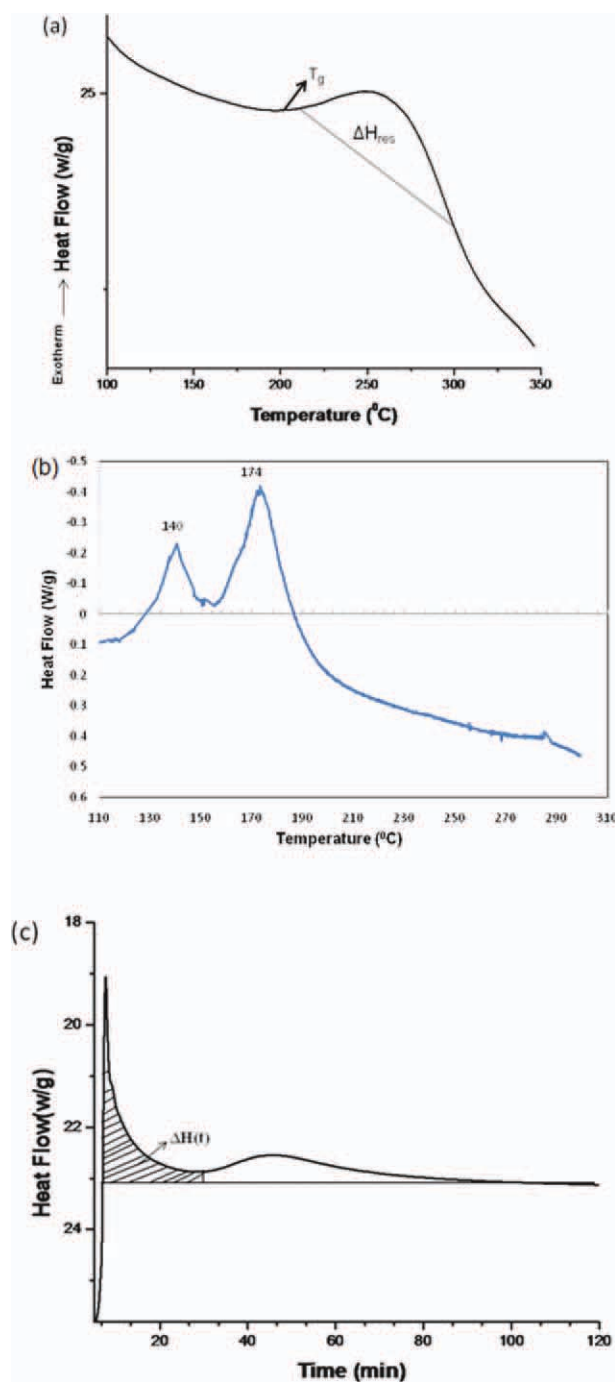 (a)
T_g
25
ΔH_res
Exotherm → Heat Flow (w/g)
100 150 200 250 300 350
Temperature (⁰C)
(b)
-0.5
174
-0.4
140
-0.3
-0.2
-0.1
0
0.1
0.2
0.3
0.4
0.5
0.6
Heat Flow (W/g)
110 130 150 170 190 210 230 250 270 290 310
Temperature (⁰C)
(c)
18
20
22
24
ΔH(t)
Heat Flow(w/g)
20 40 60 80 100 120
Time (min)